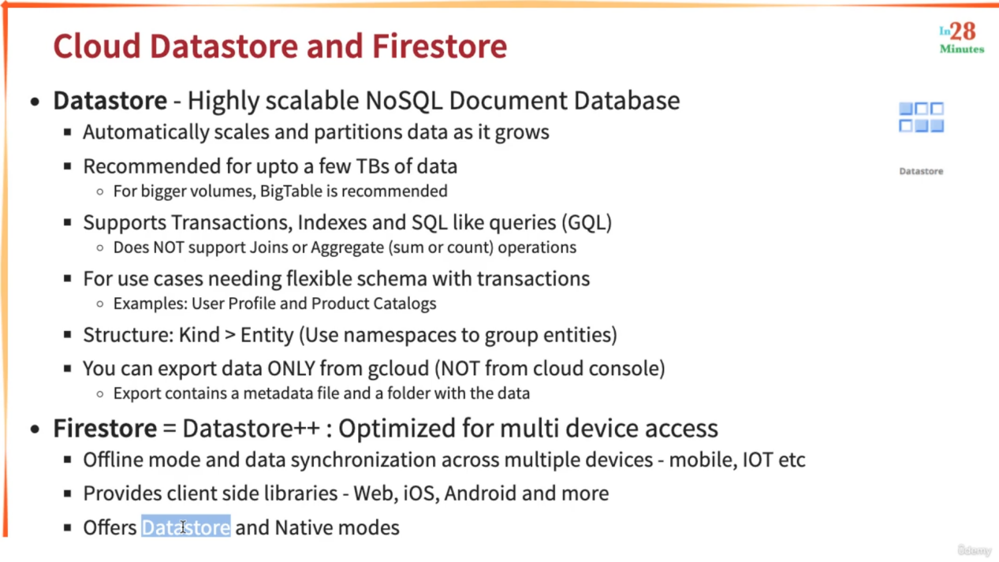 Cloud Datastore and Firestore
In28
Minutes
• Datastore - Highly scalable NoSQL Document Database
▪ Automatically scales and partitions data as it grows
▪ Recommended for upto a few TBs of data
◦ For bigger volumes, BigTable is recommended
▪ Supports Transactions, Indexes and SQL like queries (GQL)
◦ Does NOT support Joins or Aggregate (sum or count) operations
▪ For use cases needing flexible schema with transactions
◦ Examples: User Profile and Product Catalogs
▪ Structure: Kind > Entity (Use namespaces to group entities)
▪ You can export data ONLY from gcloud (NOT from cloud console)
◦ Export contains a metadata file and a folder with the data
• Firestore = Datastore++ : Optimized for multi device access
▪ Offline mode and data synchronization across multiple devices - mobile, IOT etc
▪ Provides client side libraries - Web, iOS, Android and more
▪ Offers Datastore and Native modes
Datastore
ûdemy